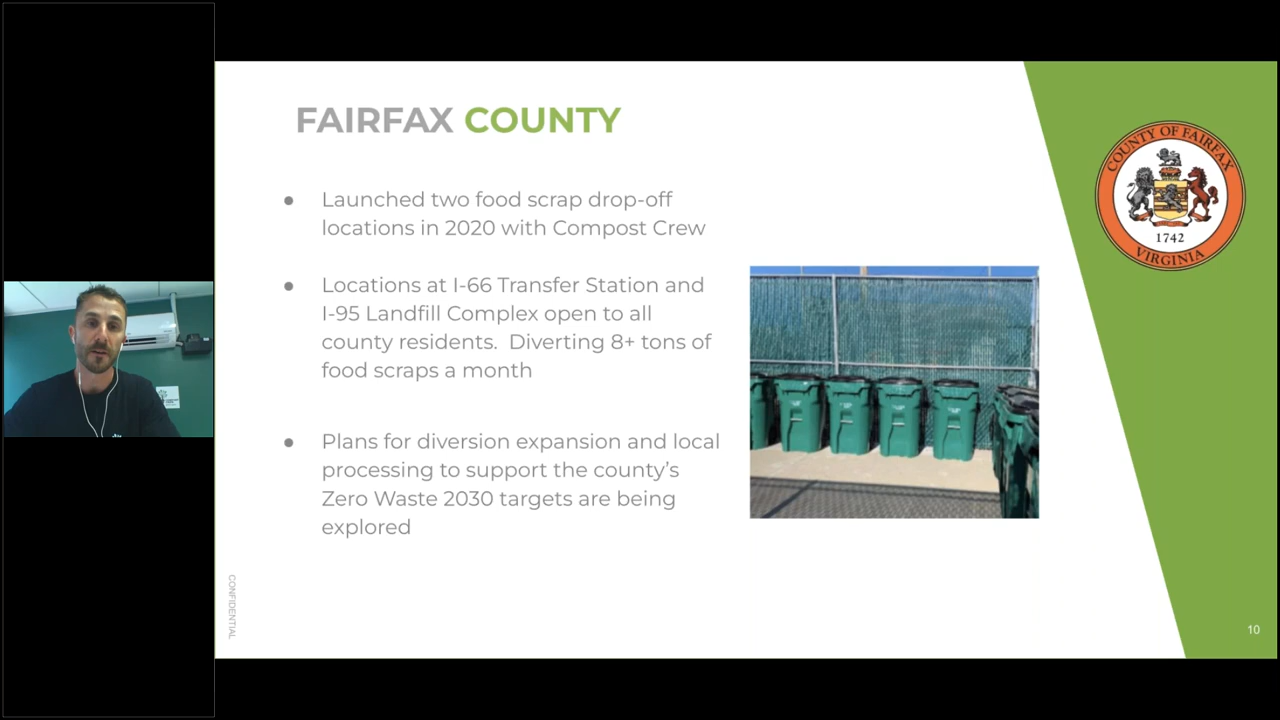 FAIRFAX COUNTY
● Launched two food scrap drop-off
locations in 2020 with Compost Crew
● Locations at I-66 Transfer Station and
I-95 Landfill Complex open to all
county residents.  Diverting 8+ tons of
food scraps a month
● Plans for diversion expansion and local
processing to support the county’s
Zero Waste 2030 targets are being
explored
COUNTY OF FAIRFAX
1742
VIRGINIA
CONFIDENTIAL
10